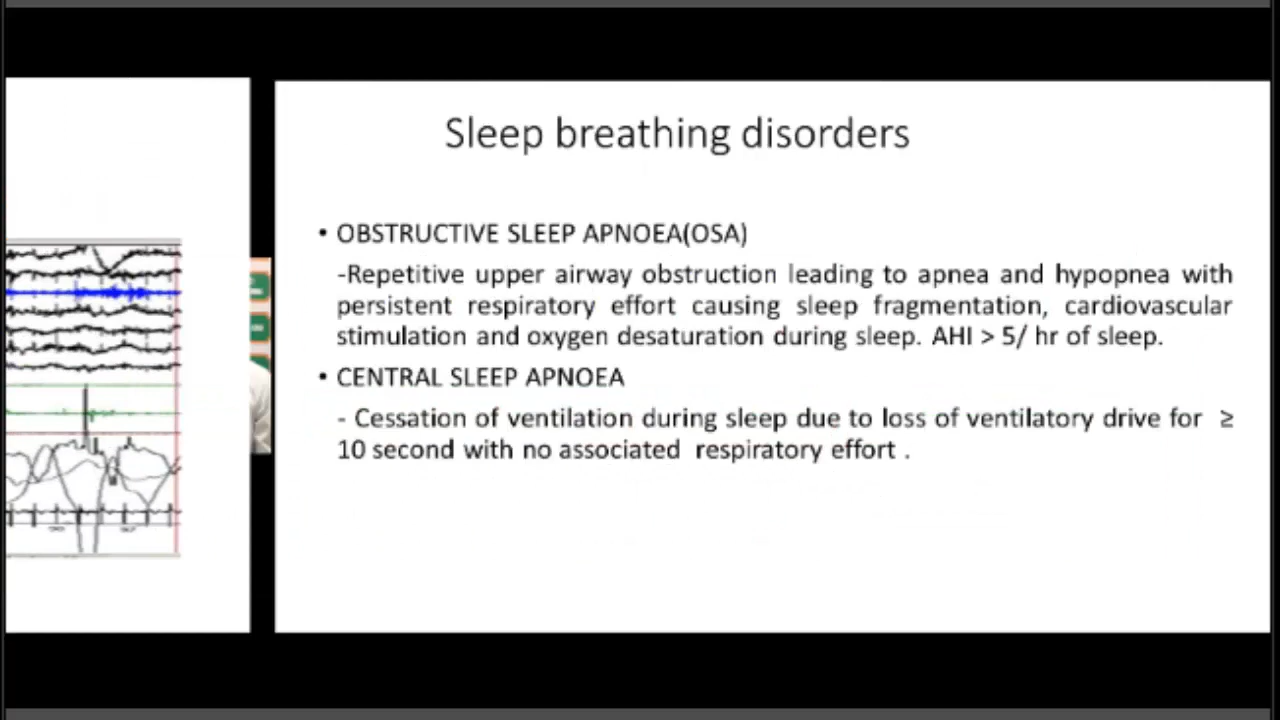 Sleep breathing disorders
• OBSTRUCTIVE SLEEP APNOEA(OSA)
-Repetitive upper airway obstruction leading to apnea and hypopnea with
persistent respiratory effort causing sleep fragmentation, cardiovascular
stimulation and oxygen desaturation during sleep. AHI > 5/ hr of sleep.
• CENTRAL SLEEP APNOEA
- Cessation of ventilation during sleep due to loss of ventilatory drive for ≥
10 second with no associated respiratory effort .